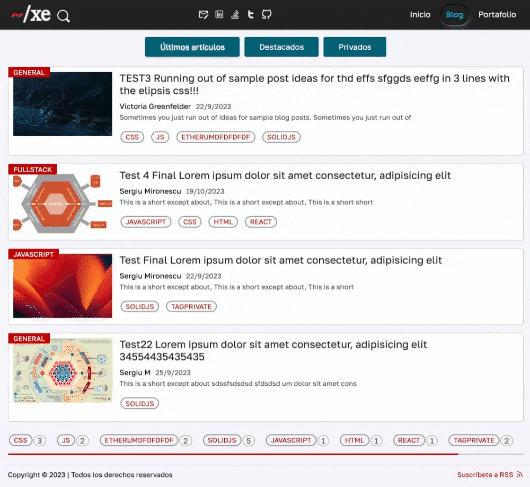 /xe
Inicio
Blog
Portafolio
Últimos artículos
Destacados
Privados
GENERAL
TEST3 Running out of sample post ideas for thd effs sfggds eeffg in 3 lines with
the elipsis css!!!
Victoria Greenfelder 22/9/2023
Sometimes you just run out of ideas for sample blog posts. Sometimes you just run out of
CSS JS ETHERUMDFDFDFDF SOLIDJS
FULLSTACK
Test 4 Final Lorem ipsum dolor sit amet consectetur, adipisicing elit
Sergiu Mironescu 19/10/2023
This is a short except about, This is a short except about, This is a short short
JAVASCRIPT CSS HTML REACT
JAVASCRIPT
Test Final Lorem ipsum dolor sit amet consectetur, adipisicing elit
Sergiu Mironescu 22/9/2023
This is a short except about, This is a short except about, This is a short
SOLIDJS TAGPRIVATE
GENERAL
Test22 Lorem ipsum dolor sit amet consectetur, adipisicing elit
34554435435435
Sergiu M 25/9/2023
This is a short except about sdssfsdsdsd sfdsdsd um dolor sit amet cons
SOLIDJS
CSS 3 JS 2 ETHERUMDFDFDFDF 2 SOLIDJS 5 JAVASCRIPT 1 HTML 1 REACT 1 TAGPRIVATE 2
Copyright © 2023 | Todos los derechos reservados
Suscríbete a RSS